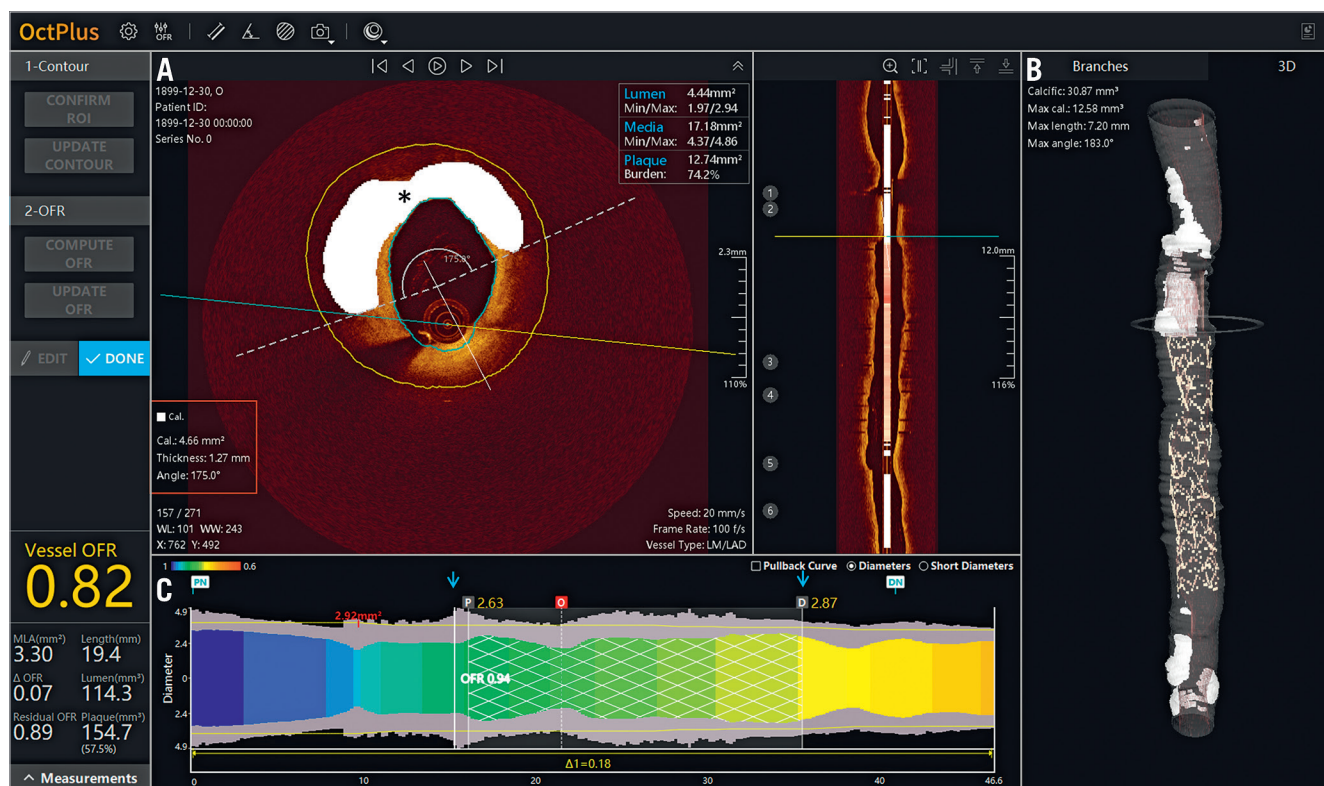 OctPlus
OFR
1-Contour
CONFIRM
ROI
UPDATE
CONTOUR
2-OFR
COMPUTE
OFR
UPDATE
OFR
EDIT
DONE
Vessel OFR
0.82
MLA(mm²) Length(mm)
3.30 19.4
Δ OFR Lumen(mm³)
0.07 114.3
Residual OFR Plaque(mm³)
0.89 154.7
(57.5%)
Measurements
A
1899-12-30, O
Patient ID:
1899-12-30 00:00:00
Series No. 0
Lumen 4.44mm²
Min/Max: 1.97/2.94
Media 17.18mm²
Min/Max: 4.37/4.86
Plaque 12.74mm²
Burden: 74.2%
*
175.0°
2.3mm
110%
Cal.
Cal.: 4.66 mm²
Thickness: 1.27 mm
Angle: 175.0°
157 / 271
WL: 101 WW: 243
X: 762 Y: 492
Speed: 20 mm/s
Frame Rate: 100 f/s
Vessel Type: LM/LAD
1
2
3
4
5
6
12.0mm
116%
B
Branches 3D
Calcific: 30.87 mm³
Max cal.: 12.58 mm³
Max length: 7.20 mm
Max angle: 183.0°
C
1 0.6
Pullback Curve Diameters Short Diameters
PN
P 2.63
O
D 2.87
DN
2.92mm²
OFR 0.94
Diameter
4.9
2.4
0
2.4
4.9
Δ1=0.18
0 10 20 30 40 46.6